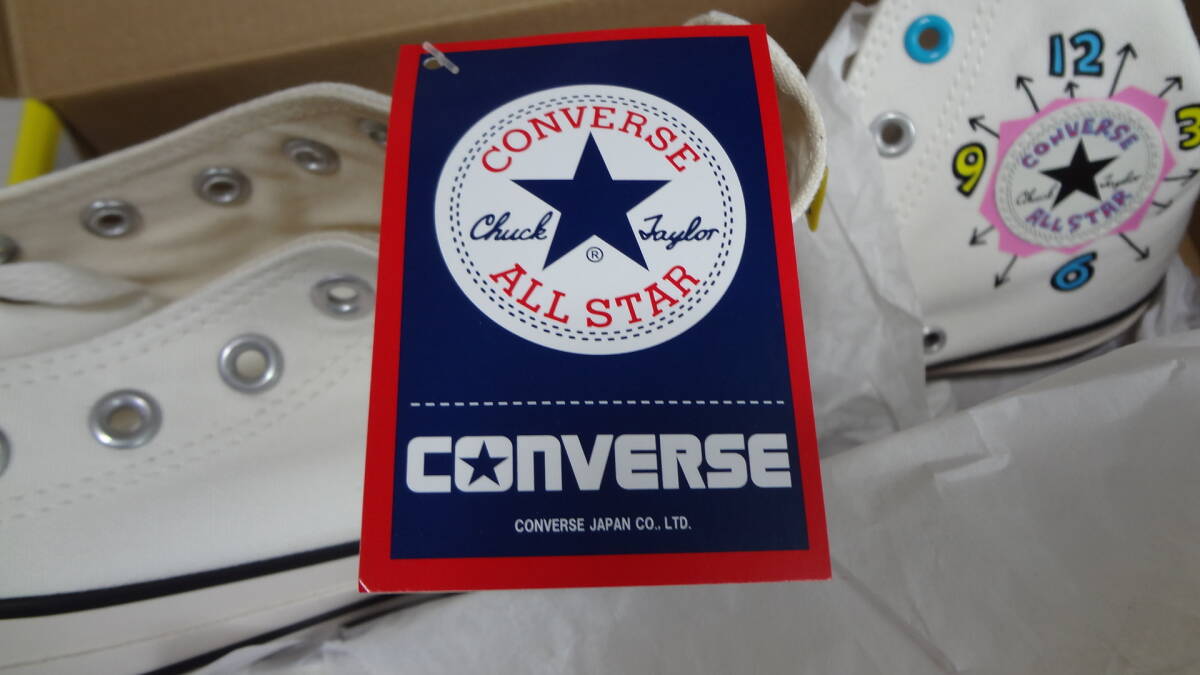 CONVERSE
Chuck Taylor
®
ALL STAR
CONVERSE
CONVERSE JAPAN CO., LTD.
12
3
9
6
CONVERSE
Chuck Taylor
ALL STAR